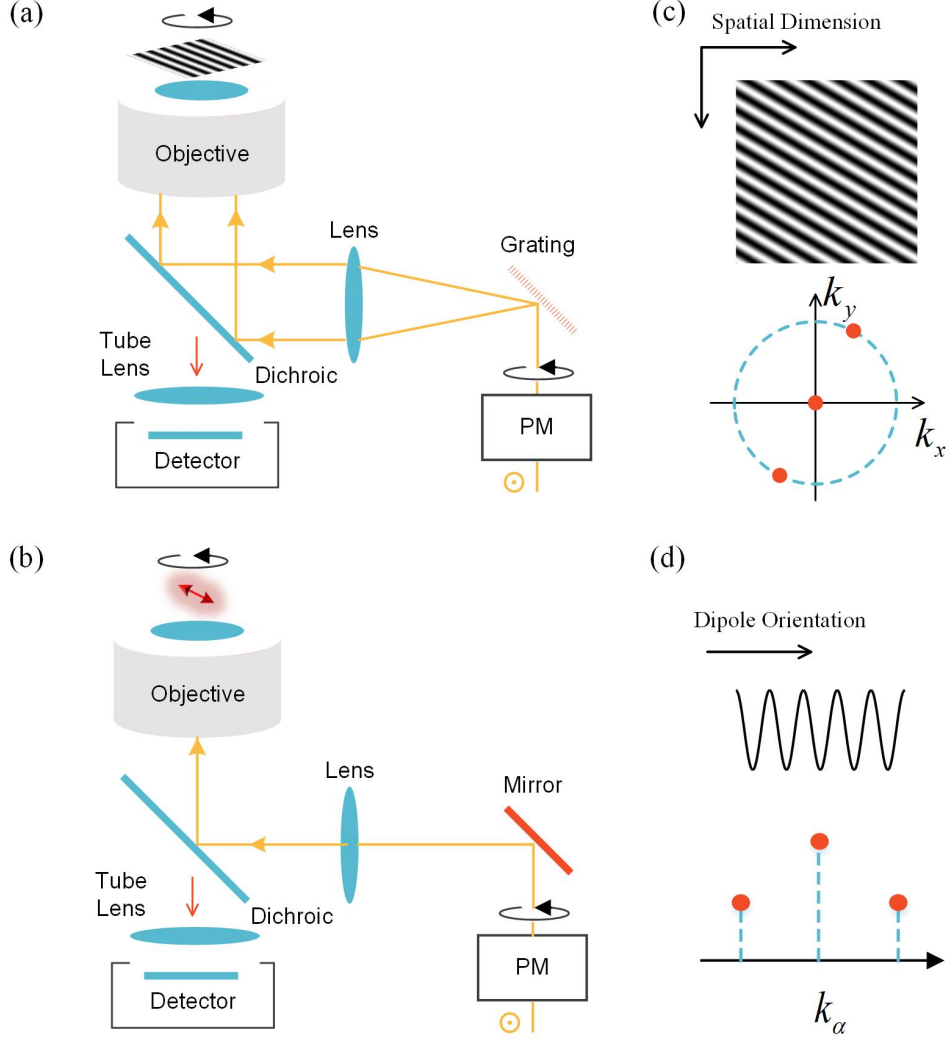 (a)
Objective
Lens
Grating
Tube
Lens
Dichroic
PM
Detector
(c)
Spatial Dimension
k_y
k_x
(b)
Objective
Lens
Mirror
Tube
Lens
Dichroic
PM
Detector
(d)
Dipole Orientation
k_α